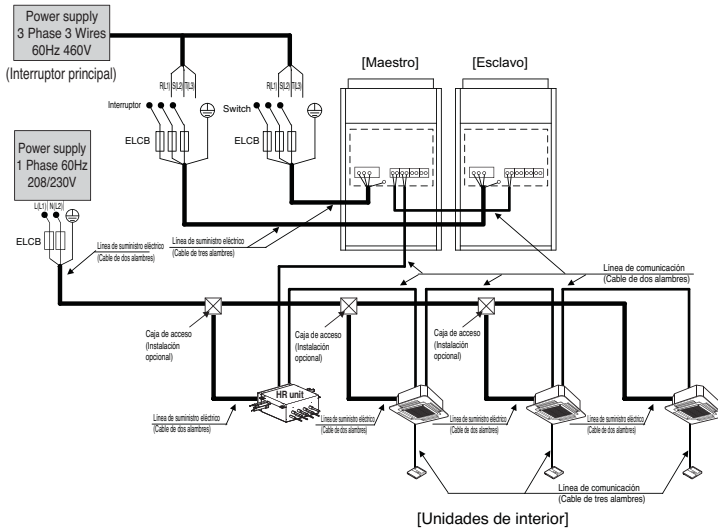 Power supply
3 Phase 3 Wires
60Hz 460V
(Interruptor principal)
[Maestro]
[Esclavo]
R(L1) S(L2) T(L3)
R(L1) S(L2) T(L3)
Interruptor
Switch
ELCB
ELCB
Power supply
1 Phase 60Hz
208/230V
L(L1) N(L2)
ELCB
Línea de suministro eléctrico
(Cable de dos alambres)
Línea de suministro eléctrico
(Cable de tres alambres)
Línea de comunicación
(Cable de dos alambres)
Caja de acceso
(Instalación
opcional)
Caja de acceso
(Instalación
opcional)
Caja de acceso
(Instalación
opcional)
HR unit
Línea de suministro eléctrico
(Cable de dos alambres)
Línea de suministro eléctrico
(Cable de dos alambres)
Línea de suministro eléctrico
(Cable de dos alambres)
Línea de suministro eléctrico
(Cable de dos alambres)
Línea de comunicación
(Cable de tres alambres)
[Unidades de interior]